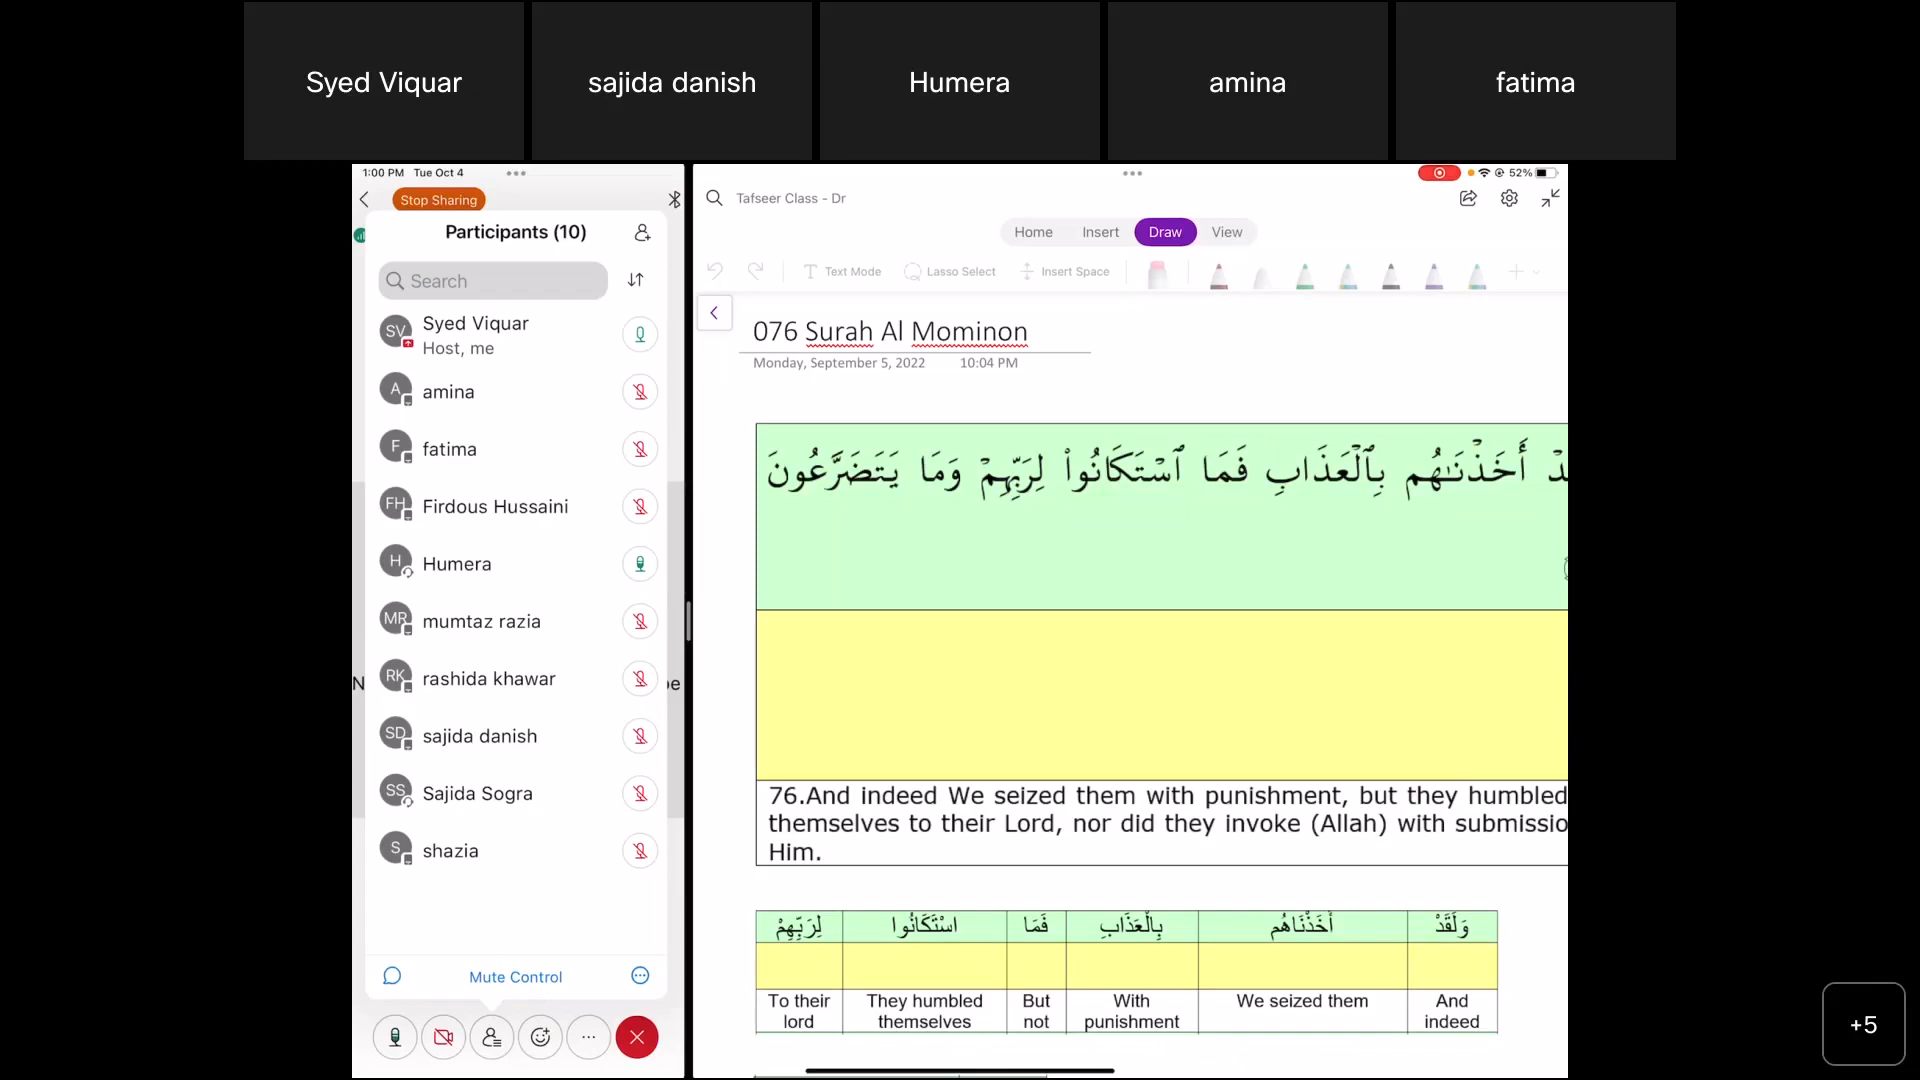 Syed Viquar
sajida danish
Humera
amina
fatima
1:00 PM Tue Oct 4
Stop Sharing
Participants (10)
Search
SV Syed Viquar
Host, me
A amina
F fatima
FH Firdous Hussaini
H Humera
MR mumtaz razia
RK rashida khawar
SD sajida danish
SS Sajida Sogra
S shazia
Mute Control
52%
Tafseer Class - Dr
Home Insert Draw View
Text Mode Lasso Select Insert Space
076 Surah Al Mominon
Monday, September 5, 2022 10:04 PM
أَخَذْنَـٰهُم بِٱلْعَذَابِ فَمَا ٱسْتَكَانُوا۟ لِرَبِّهِمْ وَمَا يَتَضَرَّعُونَ
76.And indeed We seized them with punishment, but they humbled
themselves to their Lord, nor did they invoke (Allah) with submissio
Him.
وَلَقَدْ أَخَذْنَاهُم بِالْعَذَابِ فَمَا اسْتَكَانُوا لِرَبِّهِمْ
To their lord They humbled themselves But not With punishment We seized them And indeed
+5